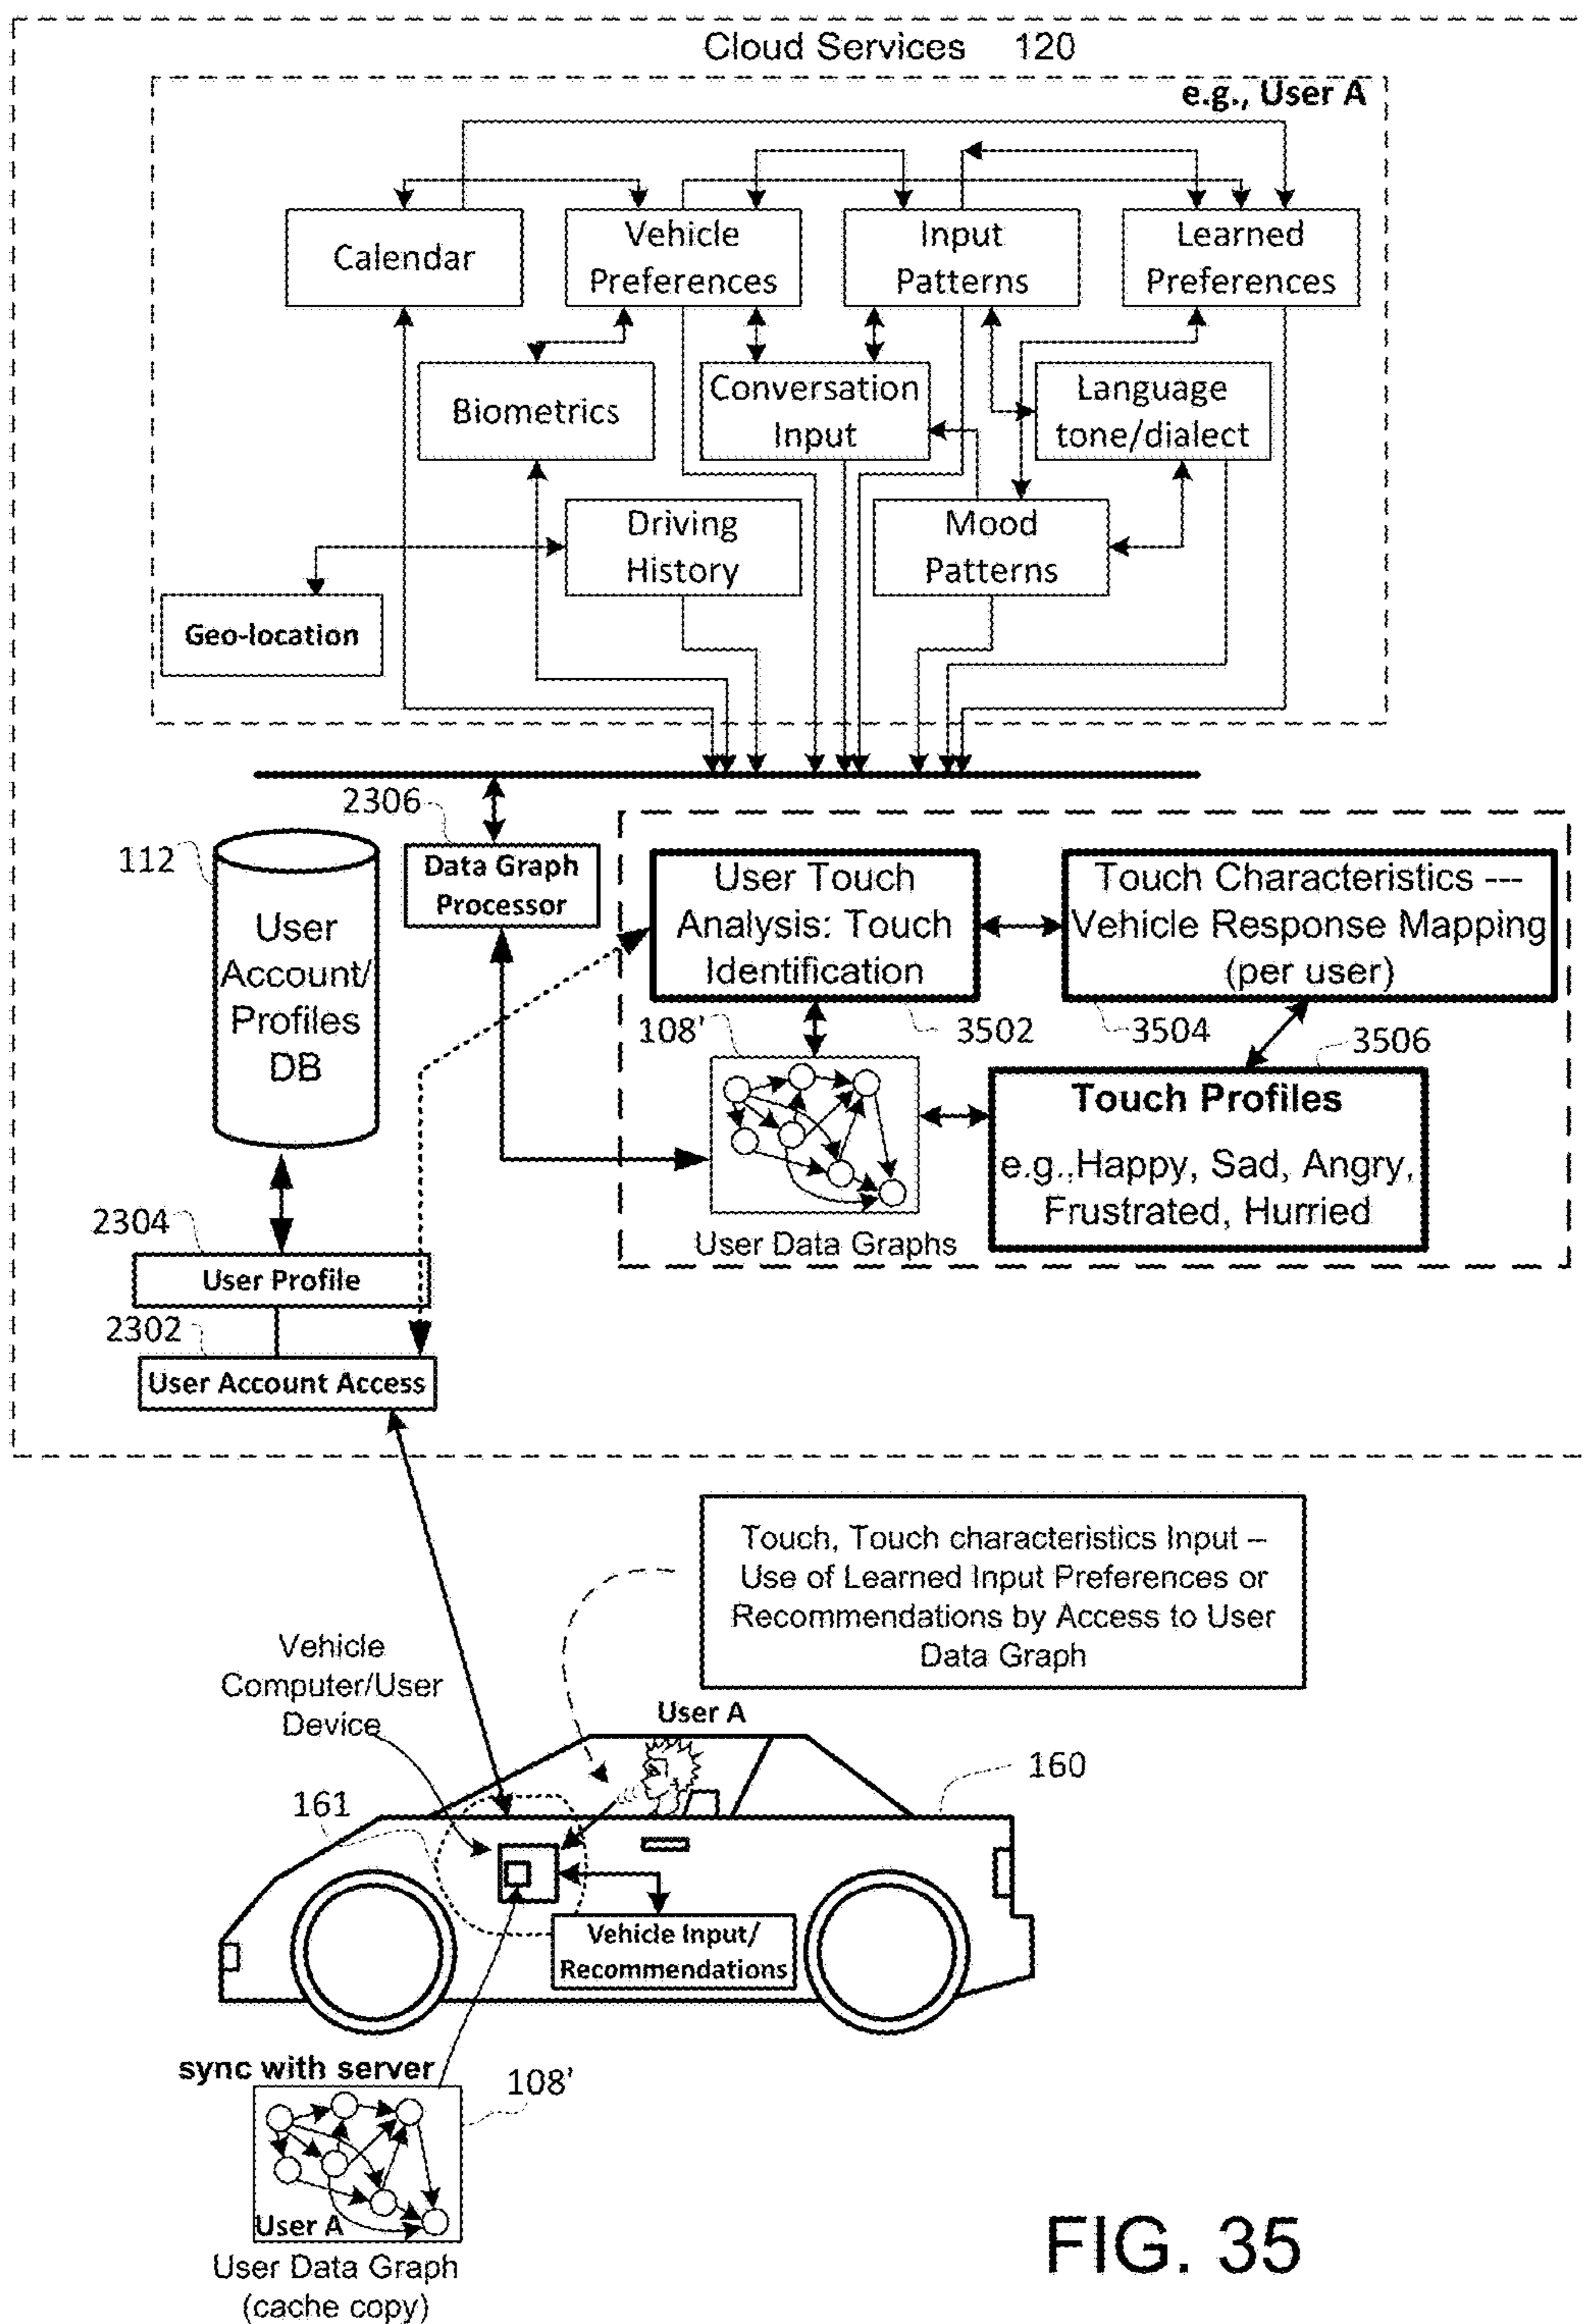 Cloud Services 120
e.g., User A
Calendar
Vehicle
Preferences
Input
Patterns
Learned
Preferences
Biometrics
Conversation
Input
Language
tone/dialect
Driving
History
Mood
Patterns
Geo-location
2306
112
User
Account/
Profiles
DB
Data Graph
Processor
User Touch
Analysis: Touch
Identification
Touch Characteristics ---
Vehicle Response Mapping
(per user)
108'
3502
3504
3506
Touch Profiles
e.g.,Happy, Sad, Angry,
Frustrated, Hurried
User Data Graphs
2304
User Profile
2302
User Account Access
Touch, Touch characteristics Input –
Use of Learned Input Preferences or
Recommendations by Access to User
Data Graph
Vehicle
Computer/User
Device
User A
160
161
Vehicle Input/
Recommendations
sync with server
108'
User A
User Data Graph
(cache copy)
FIG. 35